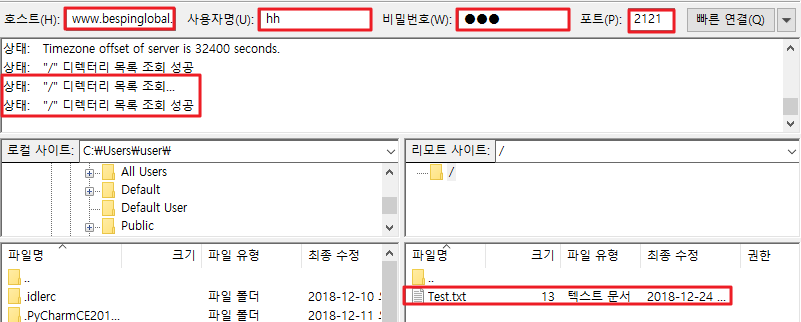 호스트(H): www.bespinglobal. 사용자명(U): hh 비밀번호(W): ●●● 포트(P): 2121 빠른 연결(Q)
상태: Timezone offset of server is 32400 seconds.
상태: "/" 디렉터리 목록 조회 성공
상태: "/" 디렉터리 목록 조회...
상태: "/" 디렉터리 목록 조회 성공
로컬 사이트: C:₩Users₩user₩
All Users
Default
Default User
Public
리모트 사이트: /
/
파일명 크기 파일 유형 최종 수정
..
.idlerc 파일 폴더 2018-12-10
.PyCharmCE201... 파일 폴더 2018-12-11
파일명 크기 파일 유형 최종 수정 권한
..
Test.txt 13 텍스트 문서 2018-12-24 ...